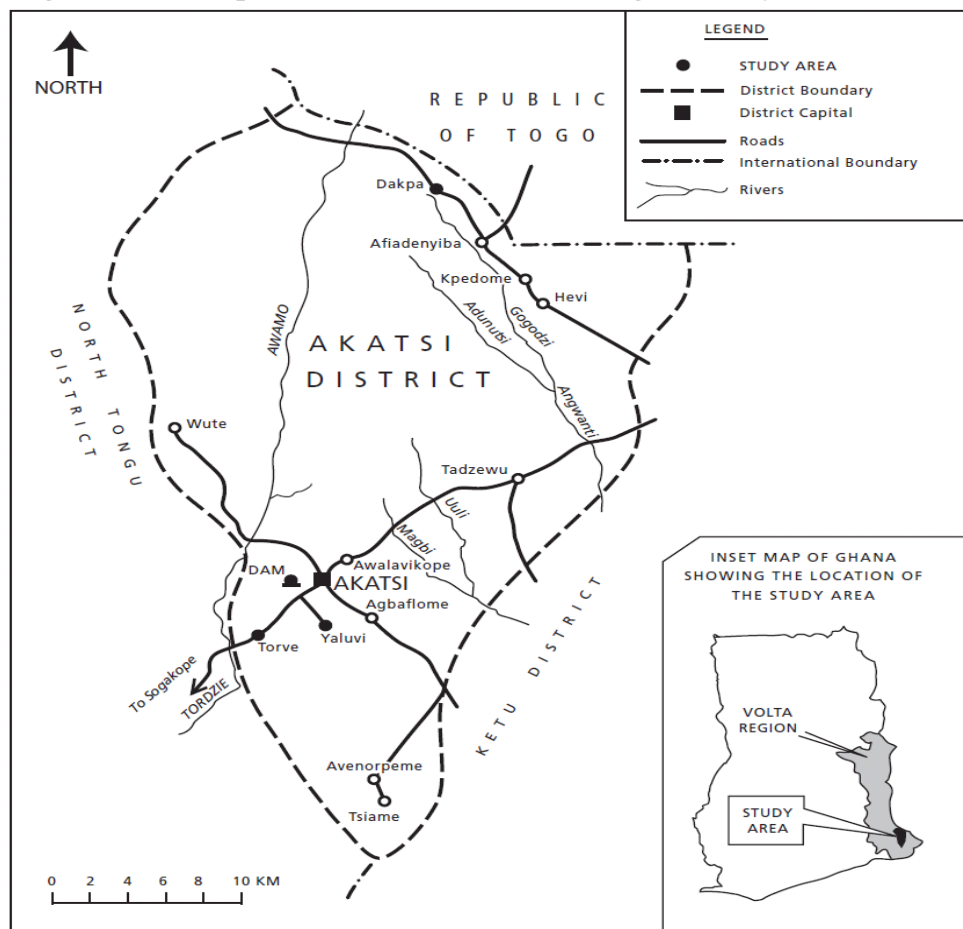 NORTH
REPUBLIC
OF TOGO
LEGEND
STUDY AREA
District Boundary
District Capital
Roads
International Boundary
Rivers
Dakpa
Afiadenyiba
Kpedome
Hevi
Gogodzi
Adunutsi
Angwanti
AWAMO
AKATSI
DISTRICT
NORTH TONGU
DISTRICT
Wute
Tadzewu
Uuli
Magbi
Awalavikope
DAM
AKATSI
Agbaflome
Yaluvi
Torve
To Sogakope
TORDZIE
KETU DISTRICT
Avenorpeme
Tsiame
0 2 4 6 8 10 KM
INSET MAP OF GHANA
SHOWING THE LOCATION OF
THE STUDY AREA
VOLTA
REGION
STUDY
AREA